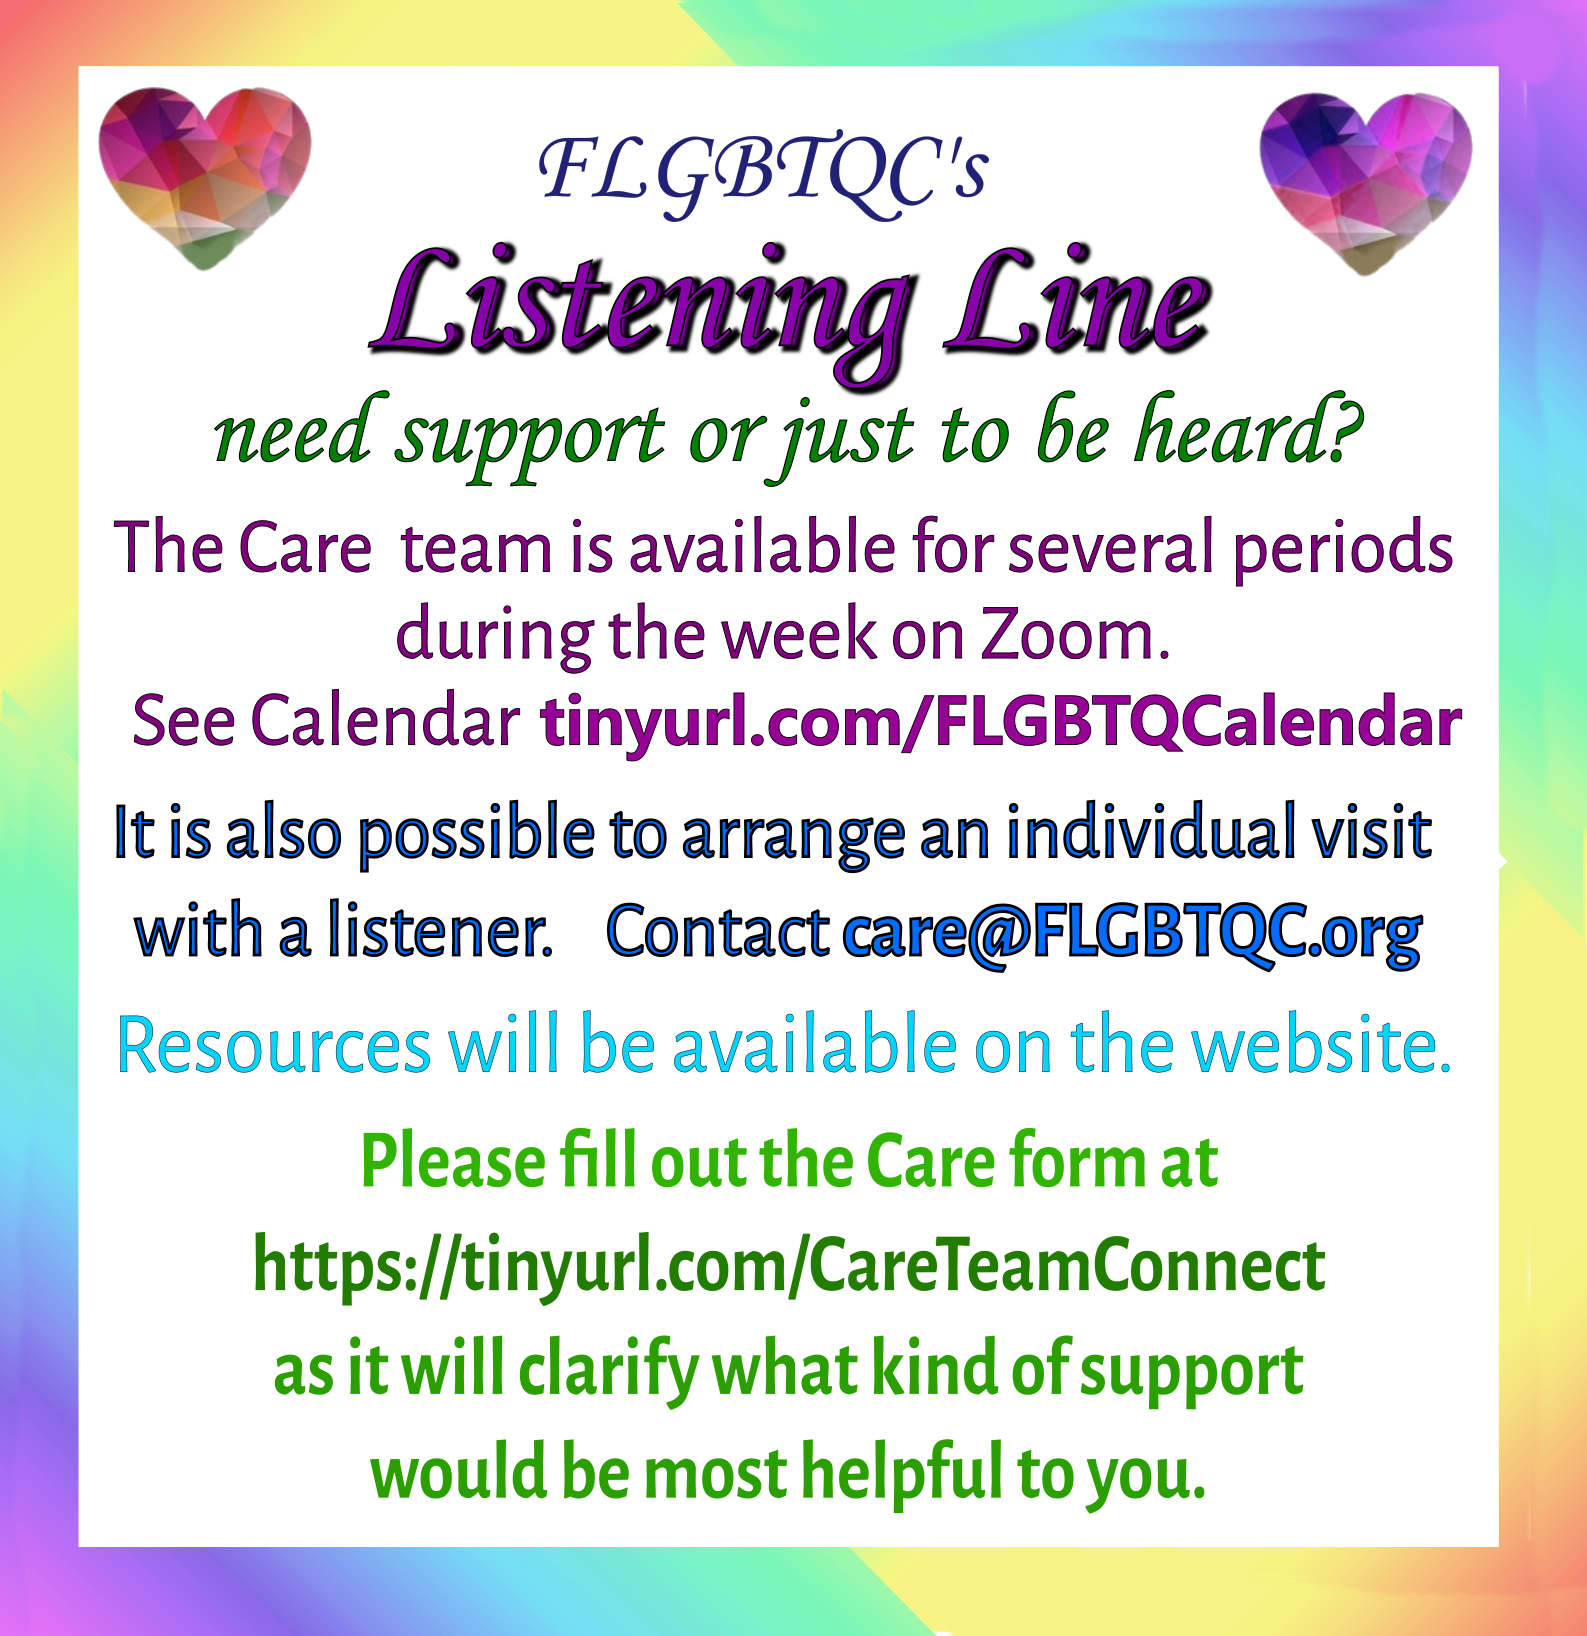 FLGBTQC's
Listening Line
need support or just to be heard?
The Care team is available for several periods
during the week on Zoom.
See Calendar tinyurl.com/FLGBTQCalendar
It is also possible to arrange an individual visit
with a listener. Contact care@FLGBTQC.org
Resources will be available on the website.
Please fill out the Care form at
https://tinyurl.com/CareTeamConnect
as it will clarify what kind of support
would be most helpful to you.